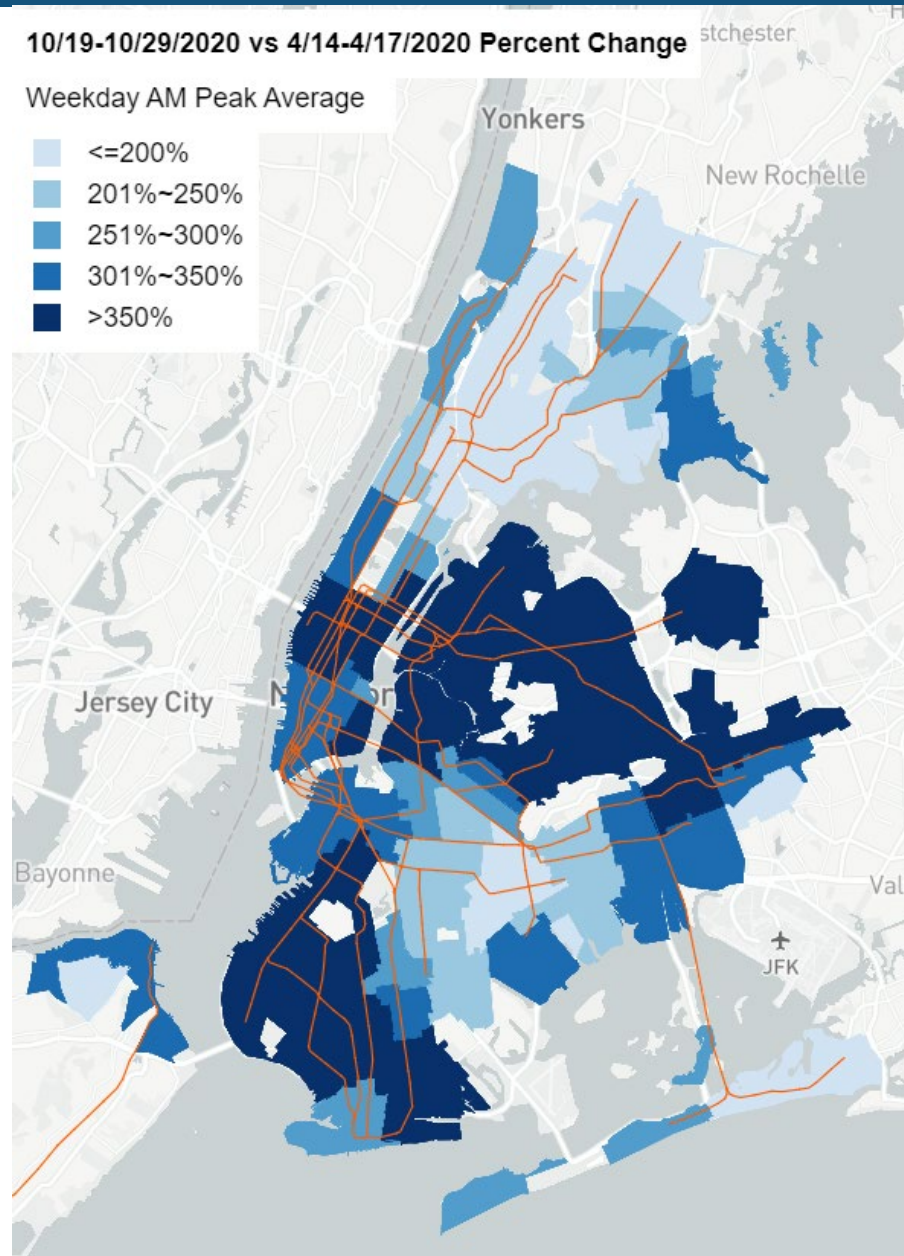 10/19-10/29/2020 vs 4/14-4/17/2020 Percent Change
Weekday AM Peak Average
<=200%
201%~250%
251%~300%
301%~350%
>350%
Yonkers
New Rochelle
Jersey City
Bayonne
JFK